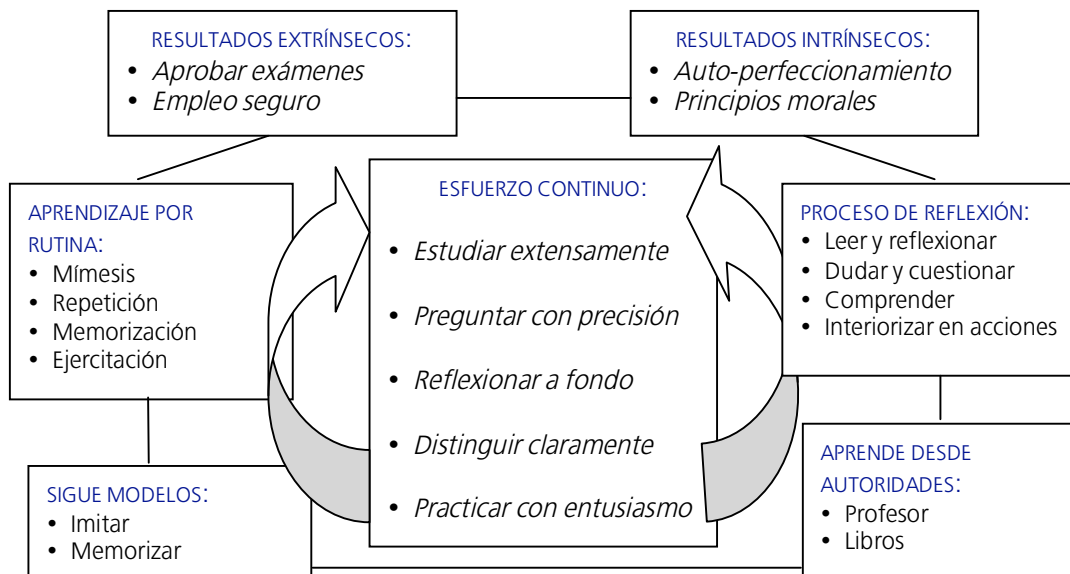 RESULTADOS EXTRÍNSECOS:
• Aprobar exámenes
• Empleo seguro
RESULTADOS INTRÍNSECOS:
• Auto-perfeccionamiento
• Principios morales
APRENDIZAJE POR
RUTINA:
• Mímesis
• Repetición
• Memorización
• Ejercitación
ESFUERZO CONTINUO:
• Estudiar extensamente
• Preguntar con precisión
• Reflexionar a fondo
• Distinguir claramente
• Practicar con entusiasmo
PROCESO DE REFLEXIÓN:
• Leer y reflexionar
• Dudar y cuestionar
• Comprender
• Interiorizar en acciones
SIGUE MODELOS:
• Imitar
• Memorizar
APRENDE DESDE
AUTORIDADES:
• Profesor
• Libros